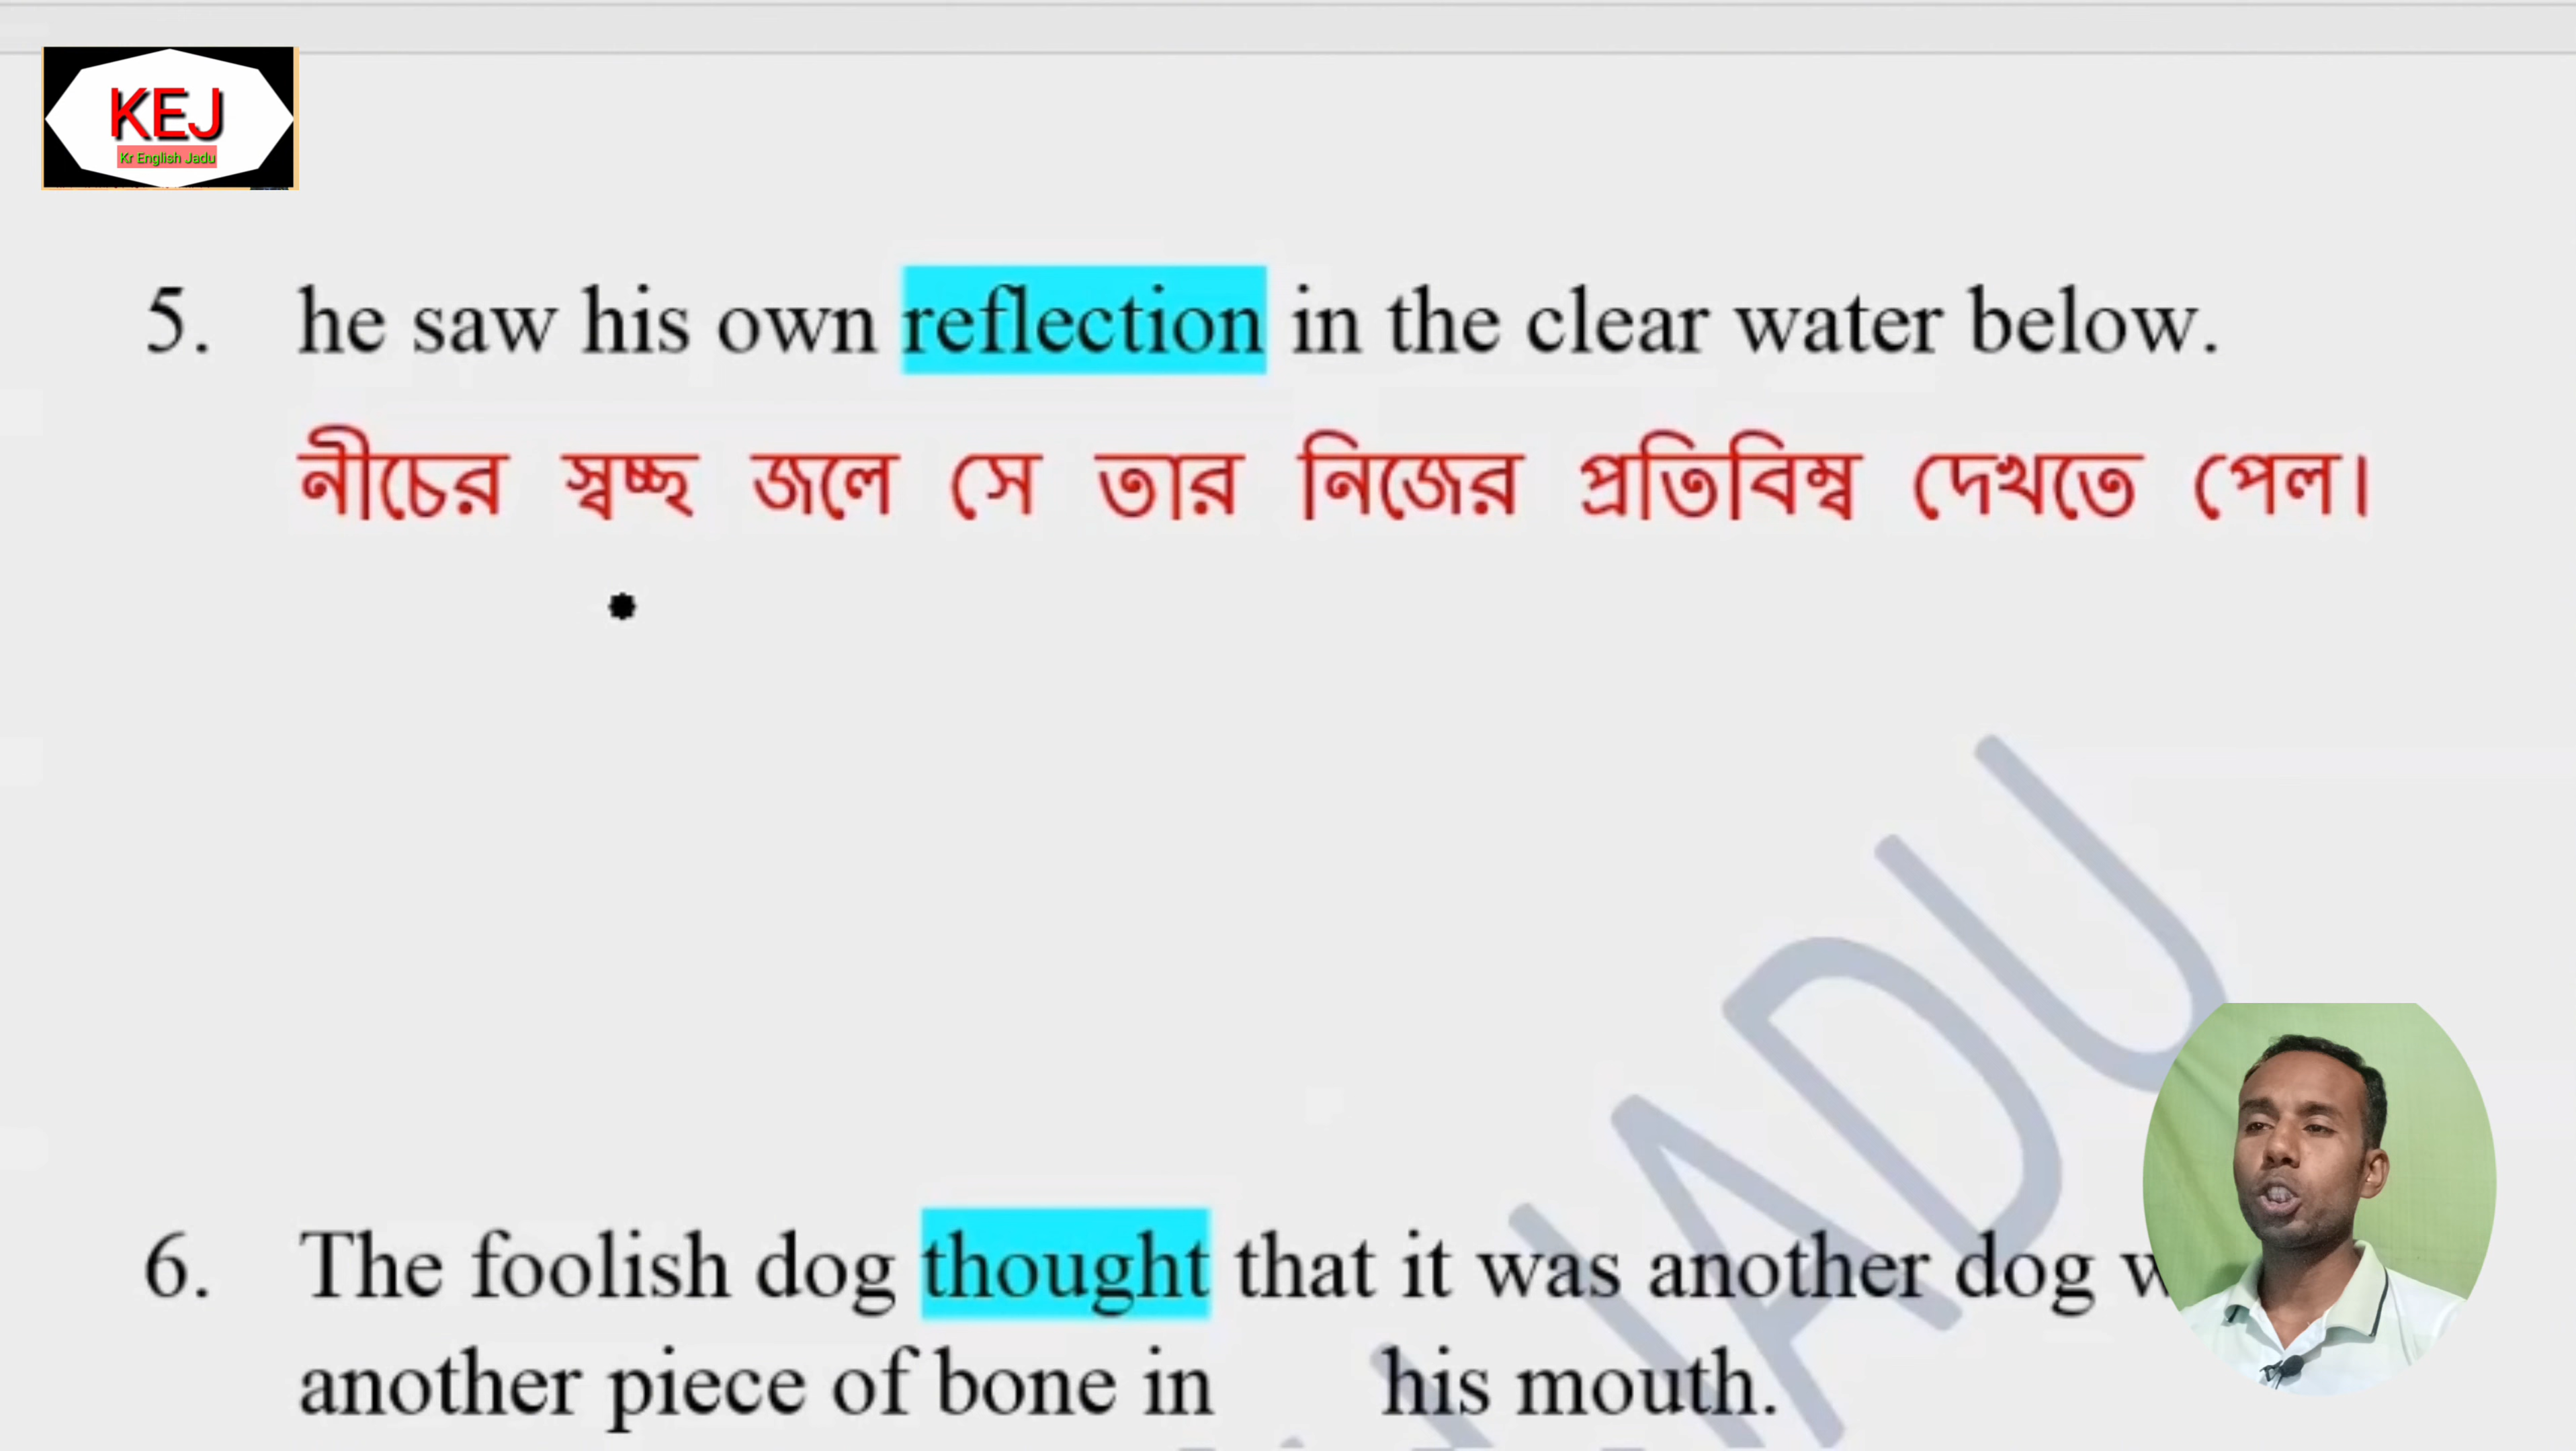 KEJ
Kr English Jadu
5. he saw his own reflection in the clear water below.
নীচের স্বচ্ছ জলে সে তার নিজের প্রতিবিম্ব দেখতে পেল।
JADU
6. The foolish dog thought that it was another dog
another piece of bone in his mouth.